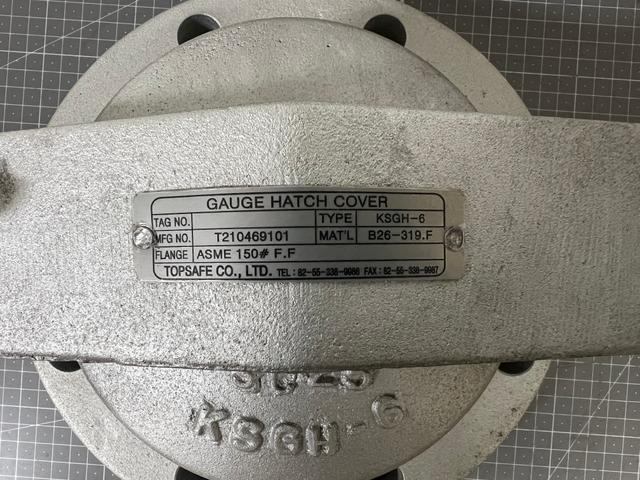 GAUGE HATCH COVER
TAG NO. TYPE KSGH-6
MFG NO. T210469101 MAT'L B26-319.F
FLANGE ASME 150# F.F
TOPSAFE CO., LTD. TEL : 82-55-338-9986 FAX : 82-55-338-9987
KSGH-6